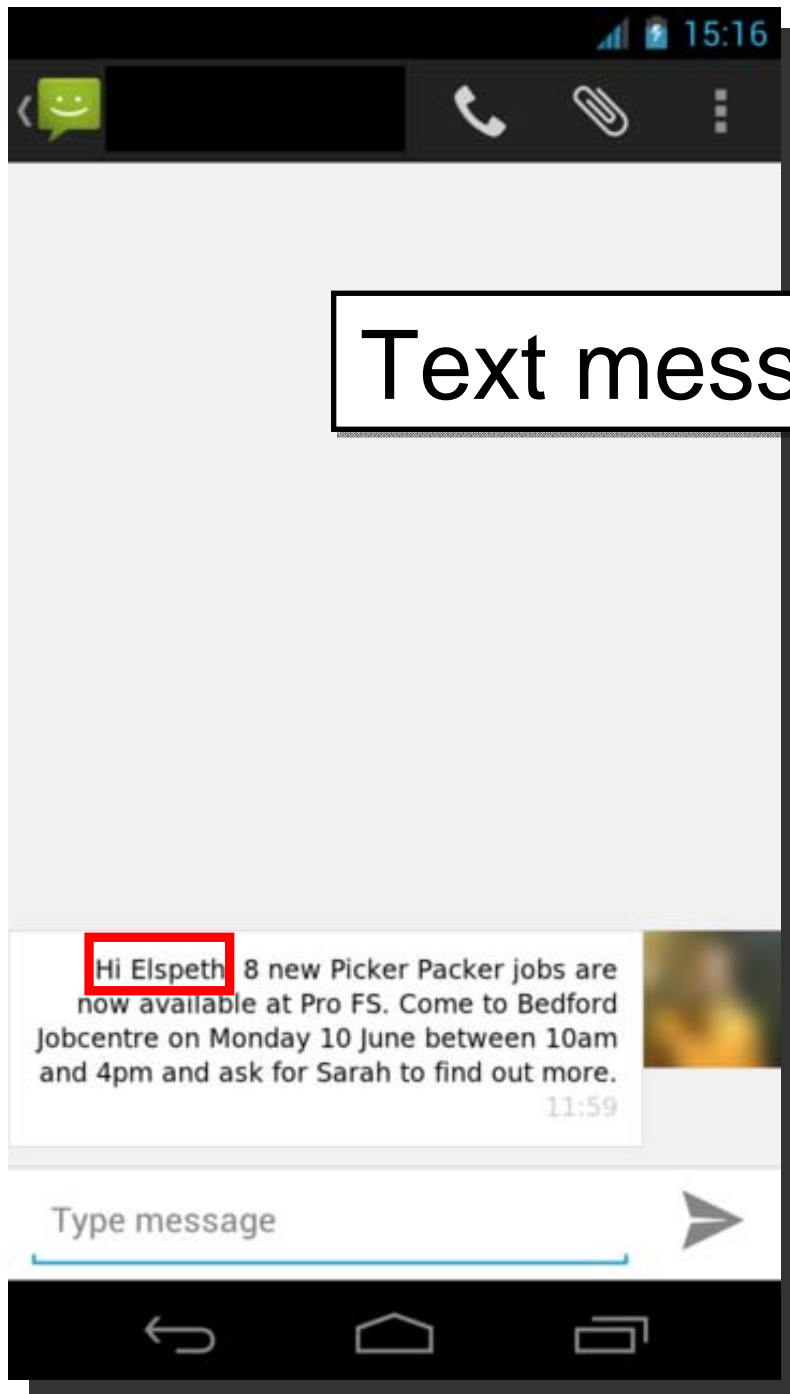 15:16
Text mess
Hi Elspeth 8 new Picker Packer jobs are
now available at Pro FS. Come to Bedford
Jobcentre on Monday 10 June between 10am
and 4pm and ask for Sarah to find out more.
11:59
Type message